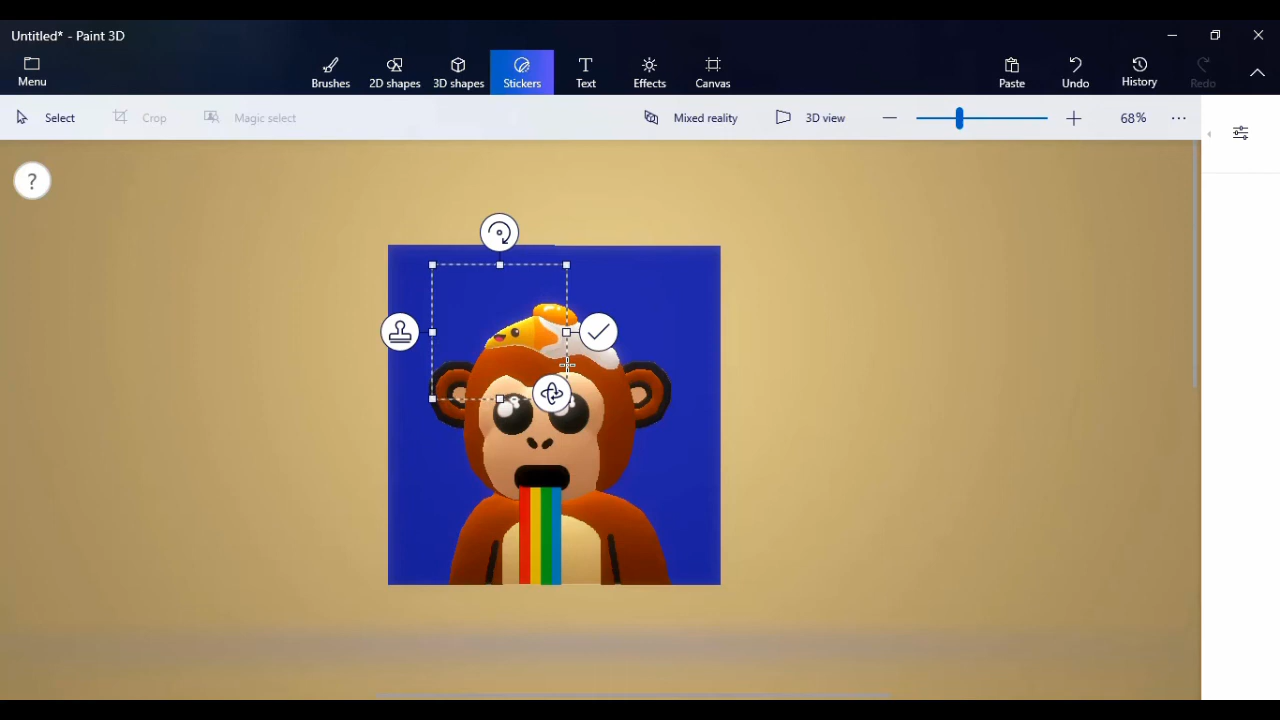 Untitled* - Paint 3D
Menu
Brushes
2D shapes
3D shapes
Stickers
Text
Effects
Canvas
Paste
Undo
History
Redo
Select
Crop
Magic select
Mixed reality
3D view
68%
?